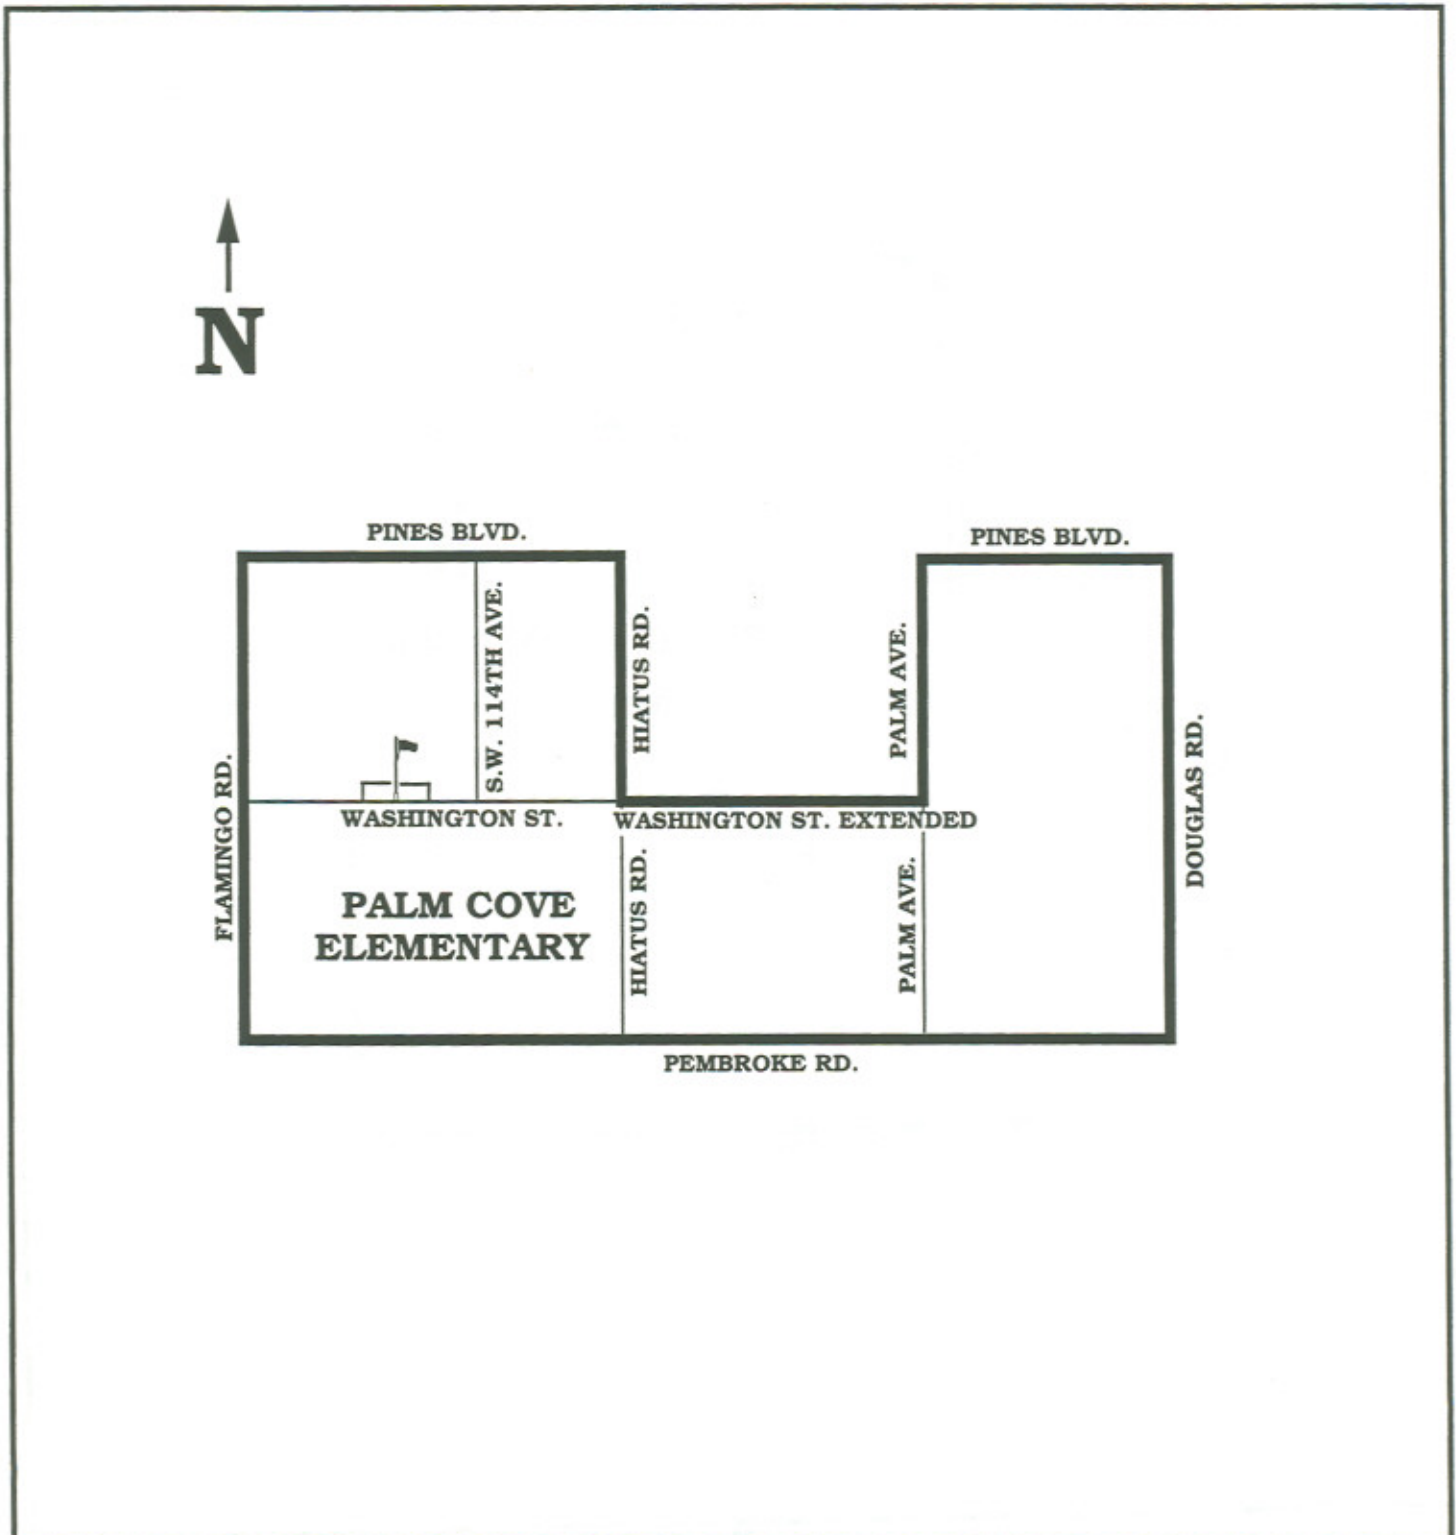 N
PINES BLVD.
PINES BLVD.
S.W. 114TH AVE.
HIATUS RD.
PALM AVE.
FLAMINGO RD.
DOUGLAS RD.
WASHINGTON ST.
WASHINGTON ST. EXTENDED
PALM COVE
ELEMENTARY
HIATUS RD.
PALM AVE.
PEMBROKE RD.